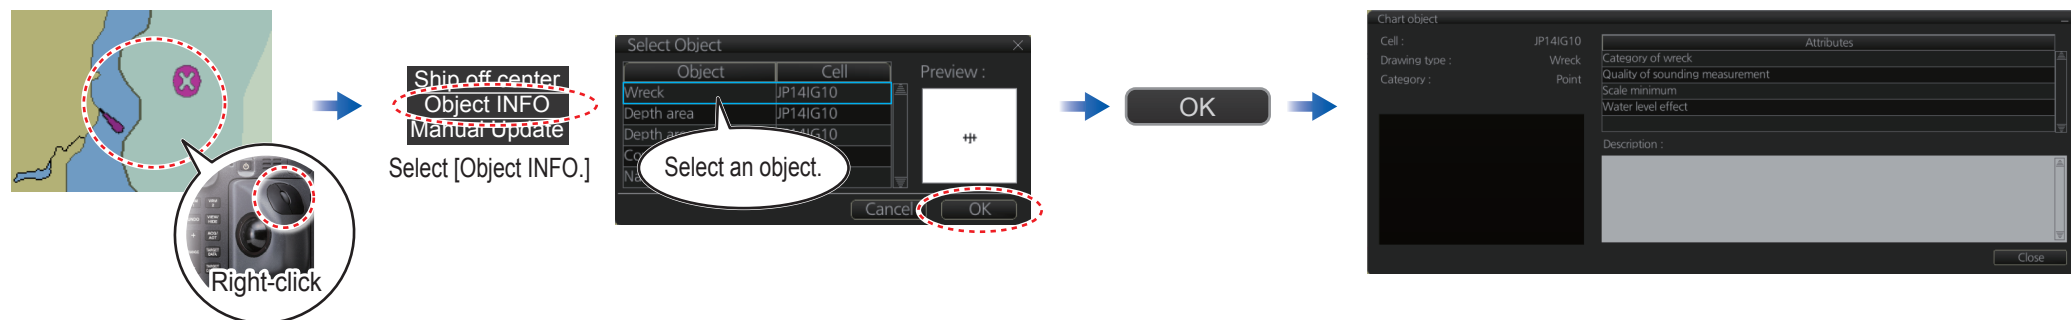 Right-click
Ship off center
Object INFO
Manual Update
Select [Object INFO.]
Select Object
Object Cell Preview :
Wreck JP14IG10
Depth area JP14IG10
Select an object.
Cancel OK
OK
Chart object
Cell : JP14IG10
Drawing type : Wreck
Category : Point
Attributes
Category of wreck
Quality of sounding measurement
Scale minimum
Water level effect
Description :
Close